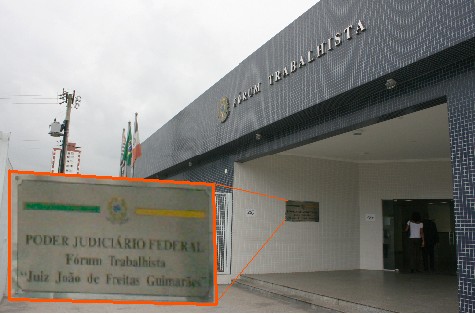 FÓRUM TRABALHISTA
PODER JUDICIÁRIO FEDERAL
Fórum Trabalhista
"Juiz João de Freitas Guimarães"